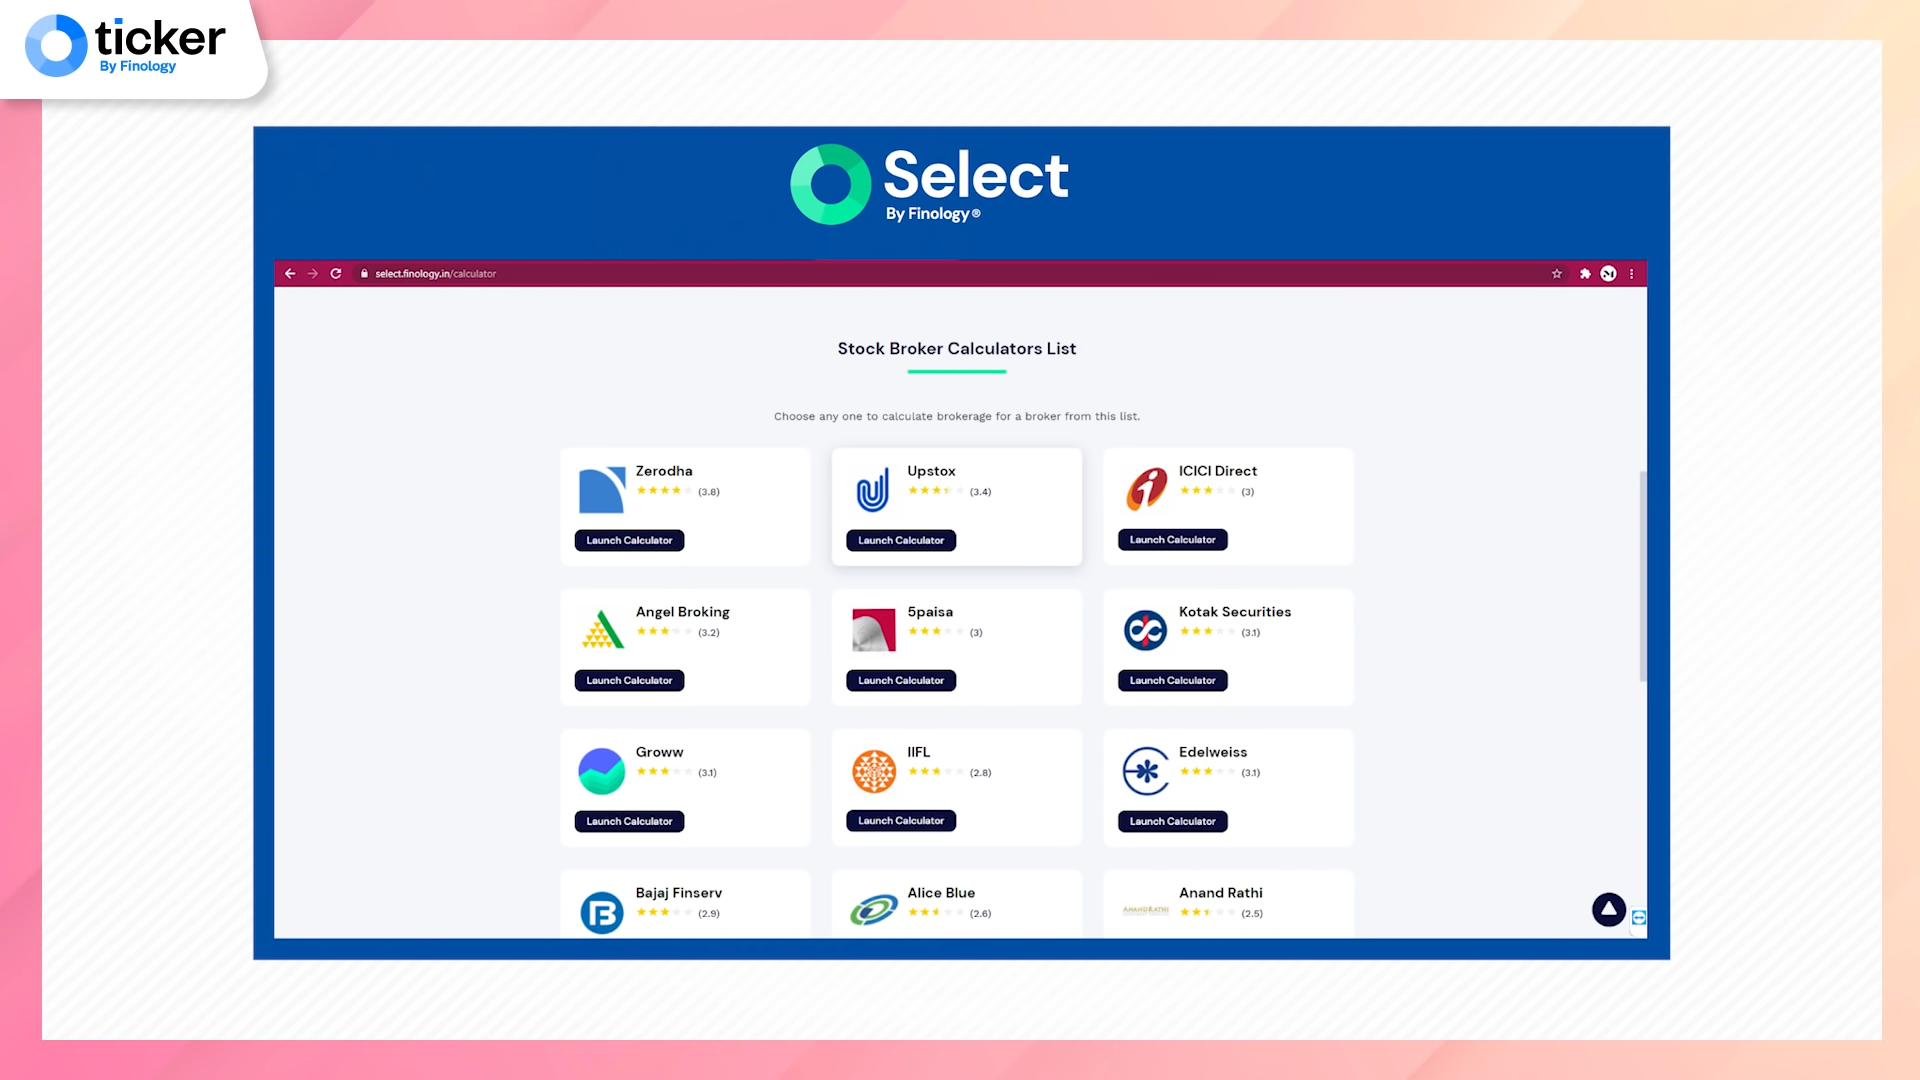 ticker
By Finology
Select
By Finology®
select.finology.in/calculator
Stock Broker Calculators List
Choose any one to calculate brokerage for a broker from this list.
Zerodha
(3.8)
Launch Calculator
Upstox
(3.4)
Launch Calculator
ICICI Direct
(3)
Launch Calculator
Angel Broking
(3.2)
Launch Calculator
5paisa
(3)
Launch Calculator
Kotak Securities
(3.1)
Launch Calculator
Groww
(3.1)
Launch Calculator
IIFL
(2.8)
Launch Calculator
Edelweiss
(3.1)
Launch Calculator
Bajaj Finserv
(2.9)
Alice Blue
(2.6)
ANANDRATHI
Anand Rathi
(2.5)